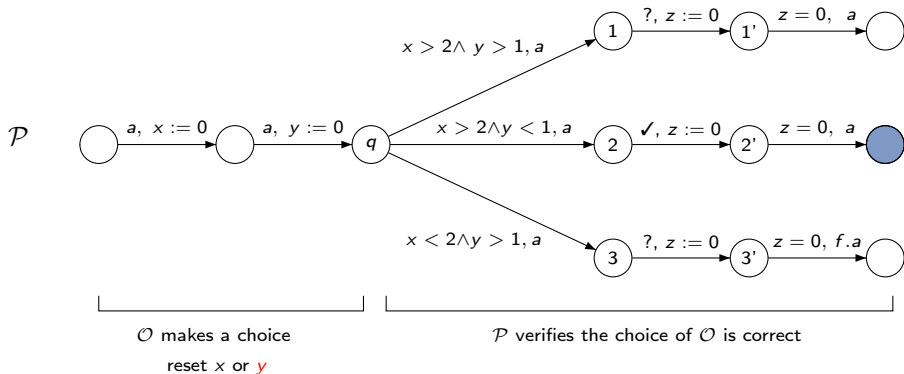 1 ?, z := 0 1' z = 0, a
x > 2∧ y > 1, a
𝒫 a, x := 0 a, y := 0 q x > 2∧y < 1, a 2 ✓, z := 0 2' z = 0, a
x < 2∧y > 1, a 3 ?, z := 0 3' z = 0, f.a
𝒪 makes a choice 𝒫 verifies the choice of 𝒪 is correct
reset x or y